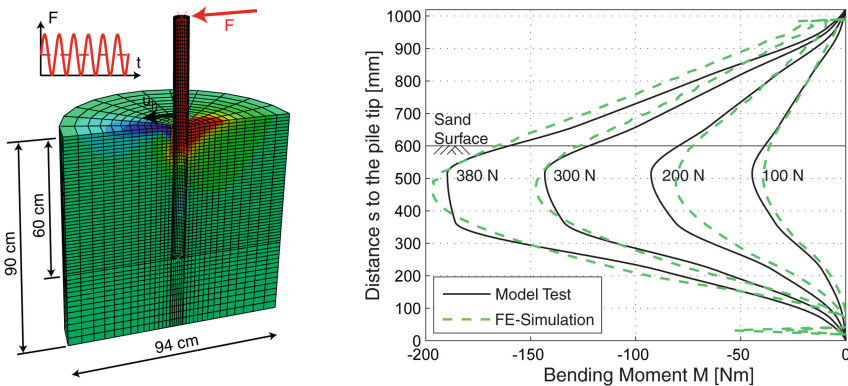 F
F
t
u
90 cm
60 cm
94 cm
Distance s to the pile tip [mm]
1000
900
800
700
600
500
400
300
200
100
0
Sand
Surface
380 N
300 N
200 N
100 N
Model Test
FE-Simulation
-200
-150
-100
-50
0
Bending Moment M [Nm]